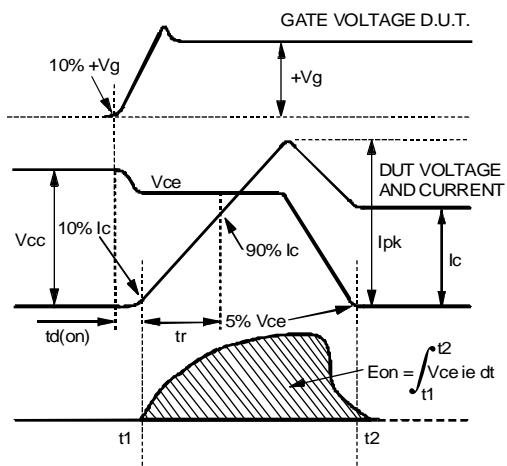 GATE VOLTAGE D.U.T.
10% +Vg
+Vg
Vce
DUT VOLTAGE
AND CURRENT
10% Ic
Vcc
90% Ic
Ipk
Ic
td(on)
tr
5% Vce
Eon = ∫ Vce ie dt
t2
t1
t1
t2